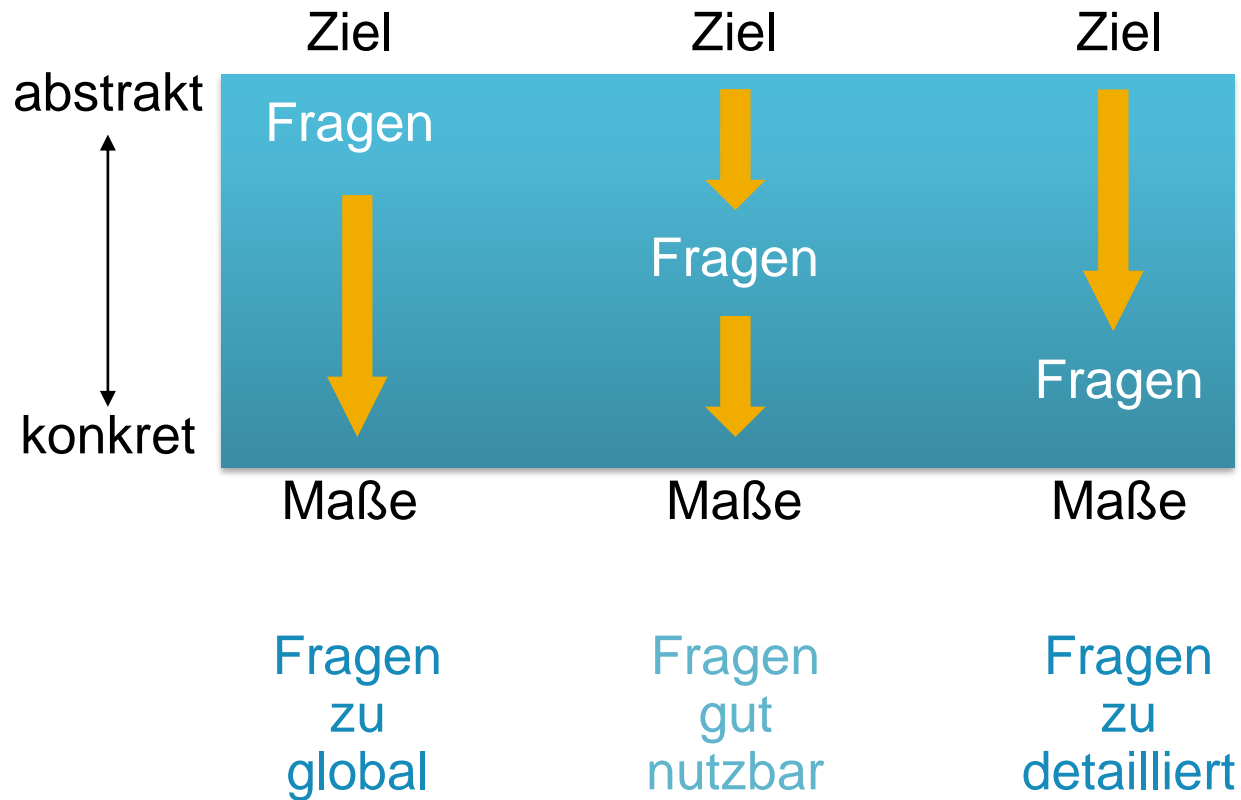 Ziel Ziel Ziel
abstrakt
Fragen
Fragen
Fragen
konkret
Maße Maße Maße
Fragen
zu
global
Fragen
gut
nutzbar
Fragen
zu
detailliert